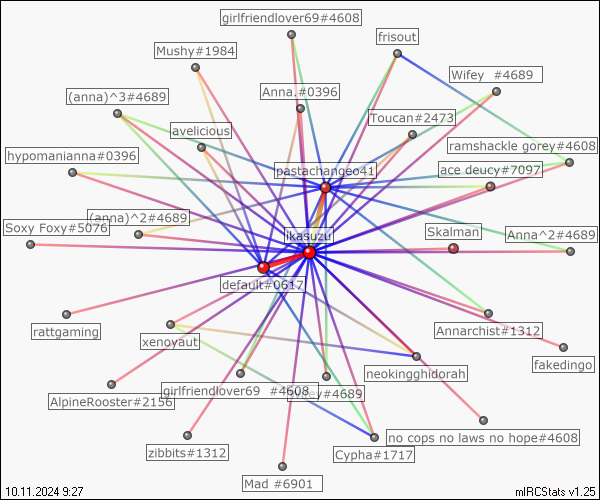 girlfriendlover69#4608
frisout
Mushy#1984
Wifey #4689
Anna.#0396
(anna)^3#4689
Toucan#2473
avelicious
ramshackle gorey#4608
hypomanianna#0396
pastachangeo41
ace deucy#7097
(anna)^2#4689
Soxy Foxy#5076
ikasuzu
Skalman
Anna^2#4689
default#0617
rattgaming
Annarchist#1312
xenoyaut
fakedingo
neokingghidorah
AlpineRooster#2156
girlfriendlover69 #4608
#4689
no cops no laws no hope#4608
zibbits#1312
Cypha#1717
Mad #6901
10.11.2024 9:27
mIRCStats v1.25